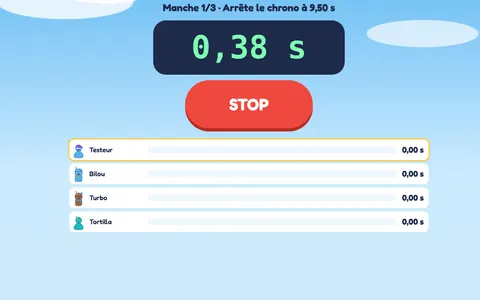 Manche 1/3 · Arrête le chrono à 9,50 s
0,38 s
STOP
Testeur 0,00 s
Bilou 0,00 s
Turbo 0,00 s
Tortilla 0,00 s